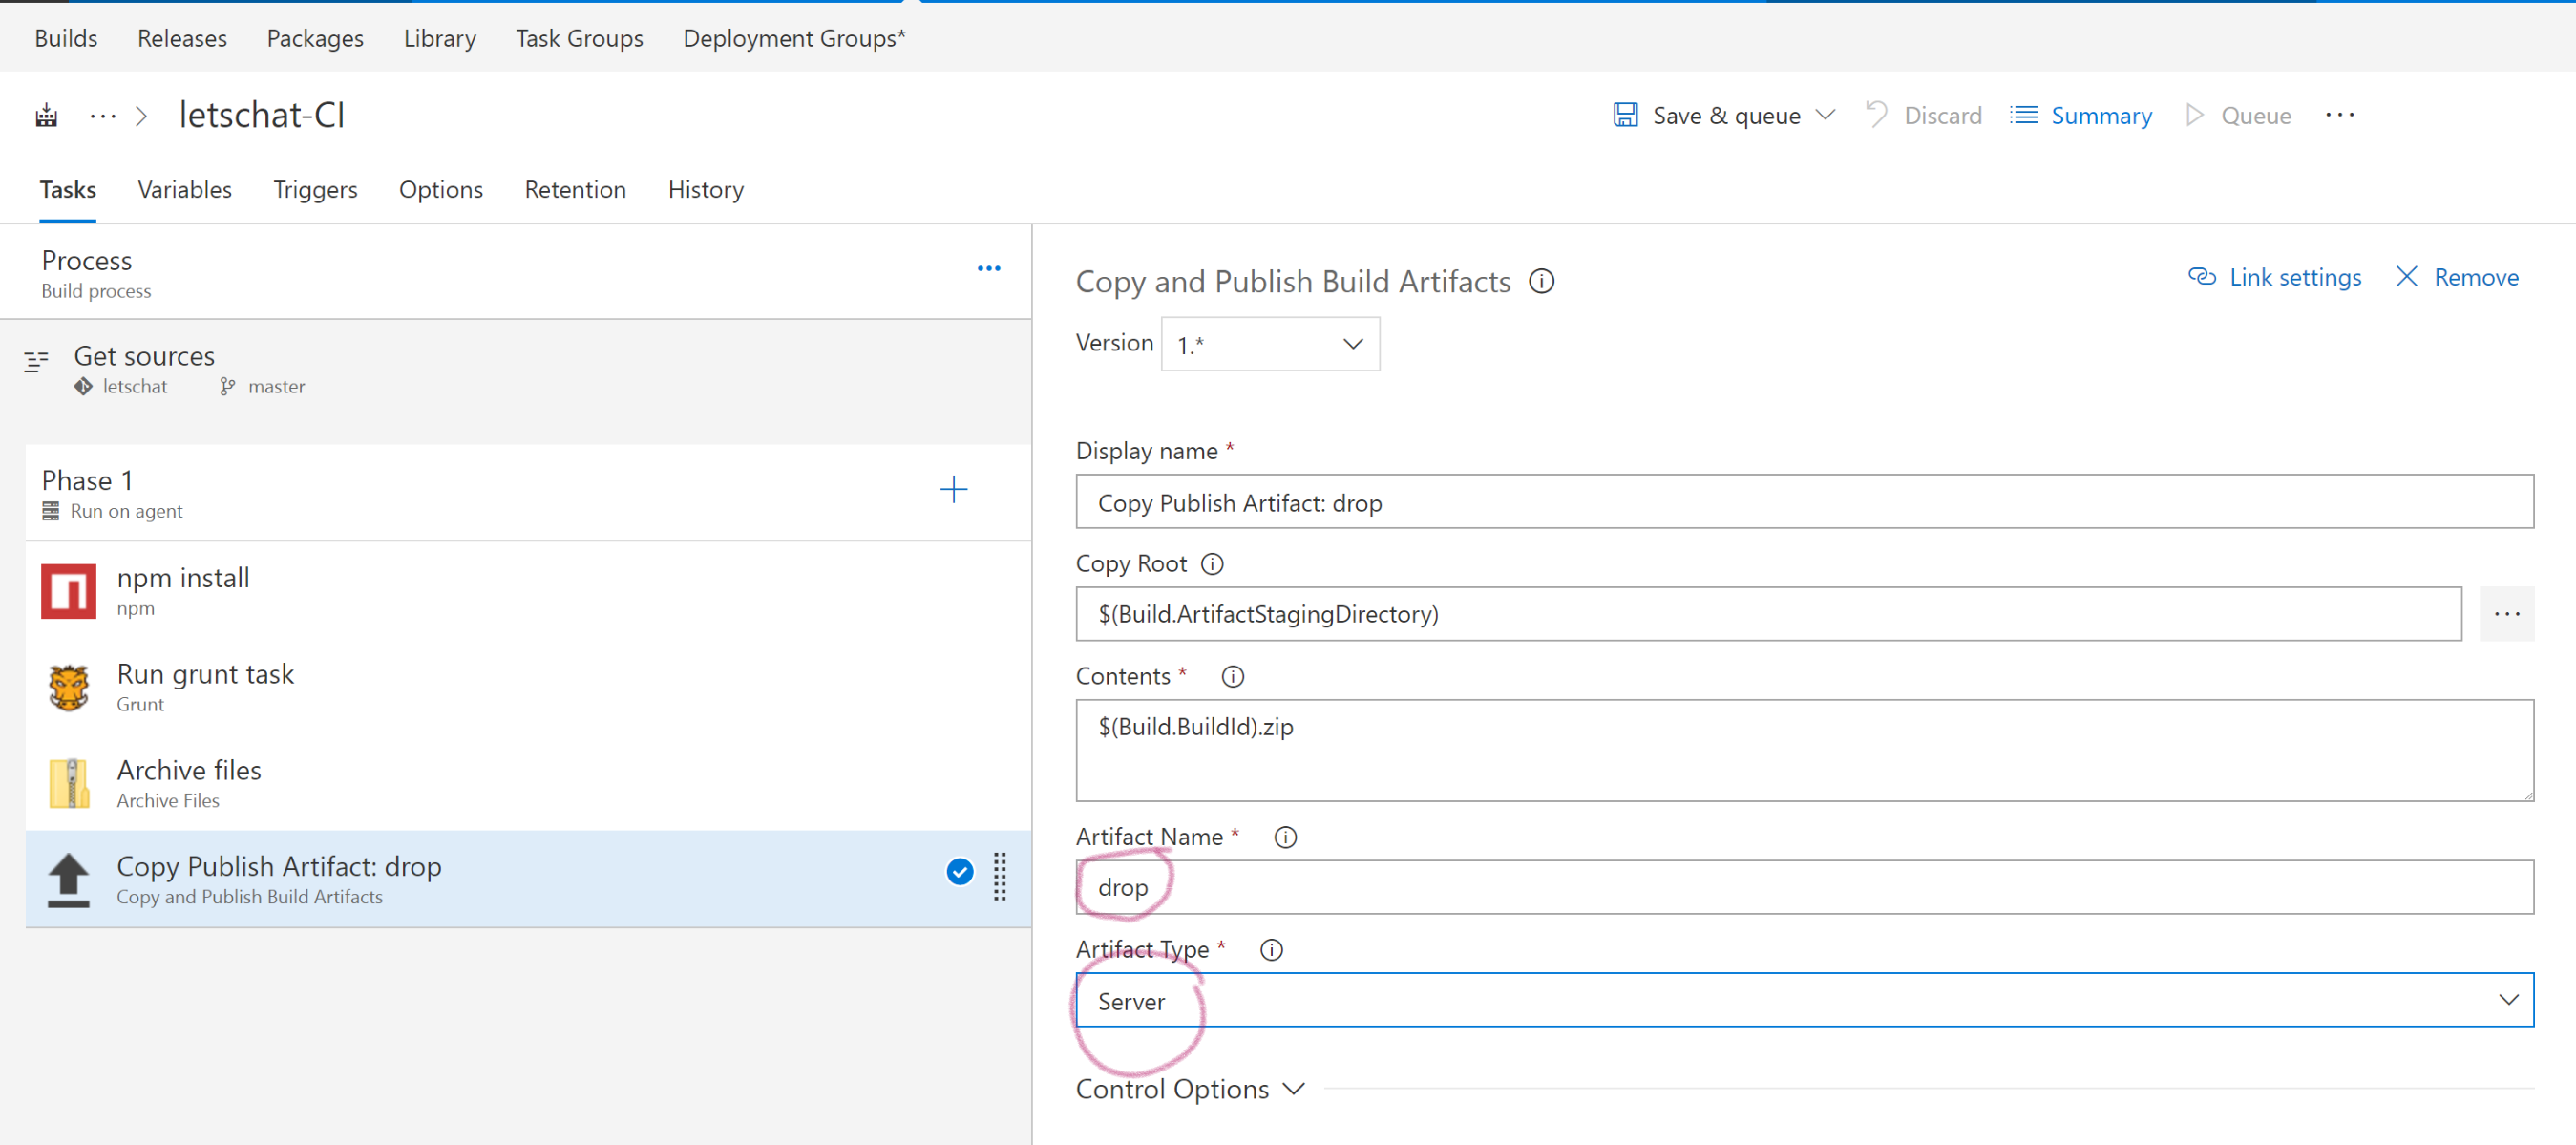 Builds Releases Packages Library Task Groups Deployment Groups*
··· > letschat-CI Save & queue Discard Summary Queue ···
Tasks Variables Triggers Options Retention History
Process
Build process
Get sources
letschat master
Phase 1
Run on agent
npm install
npm
Run grunt task
Grunt
Archive files
Archive Files
Copy Publish Artifact: drop
Copy and Publish Build Artifacts
Copy and Publish Build Artifacts Link settings Remove
Version 1.*
Display name *
Copy Publish Artifact: drop
Copy Root
$(Build.ArtifactStagingDirectory)
Contents *
$(Build.BuildId).zip
Artifact Name *
drop
Artifact Type *
Server
Control Options